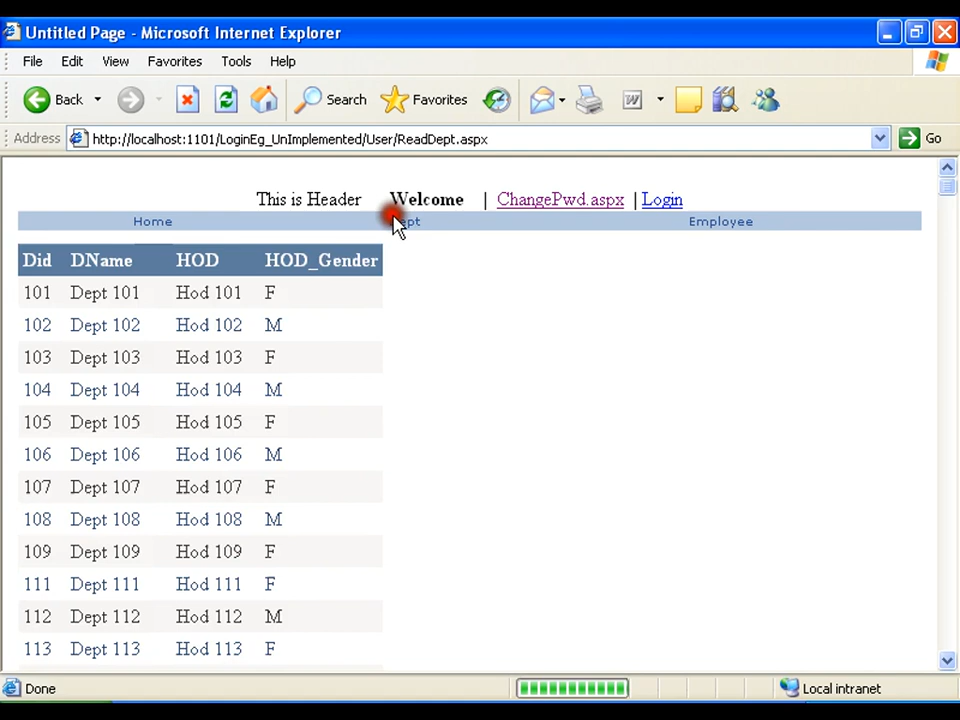 Untitled Page - Microsoft Internet Explorer
File Edit View Favorites Tools Help
Back Search Favorites
Address http://localhost:1101/LoginEg_UnImplemented/User/ReadDept.aspx Go
This is Header Welcome | ChangePwd.aspx | Login
Home Employee
Did DName HOD HOD_Gender
101 Dept 101 Hod 101 F
102 Dept 102 Hod 102 M
103 Dept 103 Hod 103 F
104 Dept 104 Hod 104 M
105 Dept 105 Hod 105 F
106 Dept 106 Hod 106 M
107 Dept 107 Hod 107 F
108 Dept 108 Hod 108 M
109 Dept 109 Hod 109 F
111 Dept 111 Hod 111 F
112 Dept 112 Hod 112 M
113 Dept 113 Hod 113 F
Done Local intranet